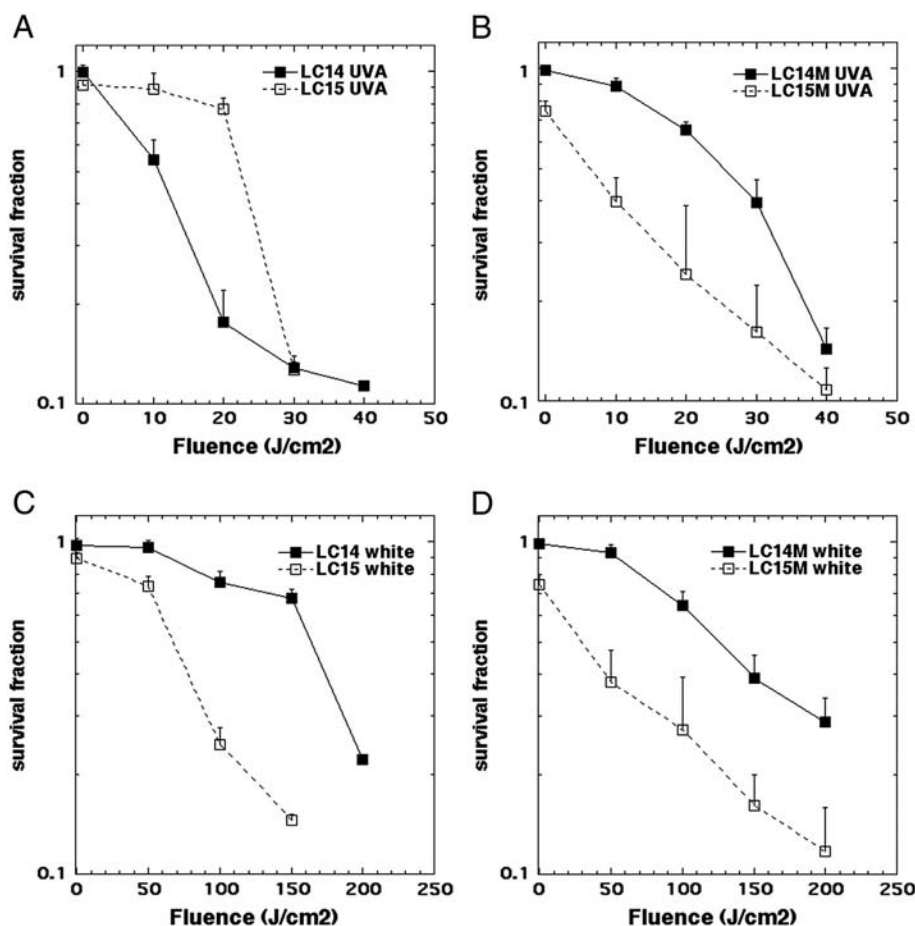 A
1
0.1
survival fraction
LC14 UVA
LC15 UVA
0 10 20 30 40 50
Fluence (J/cm2)
B
1
0.1
survival fraction
LC14M UVA
LC15M UVA
0 10 20 30 40 50
Fluence (J/cm2)
C
1
0.1
survival fraction
LC14 white
LC15 white
0 50 100 150 200 250
Fluence (J/cm2)
D
1
0.1
survival fraction
LC14M white
LC15M white
0 50 100 150 200 250
Fluence (J/cm2)